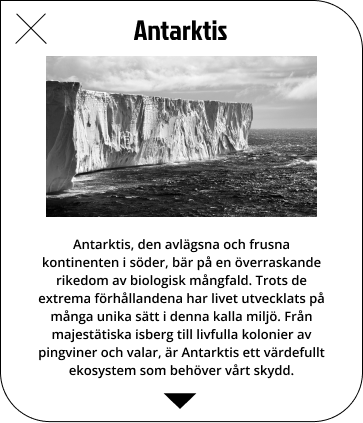 Antarktis
Antarktis, den avlägsna och frusna
kontinenten i söder, bär på en överraskande
rikedom av biologisk mångfald. Trots de
extrema förhållandena har livet utvecklats på
många unika sätt i denna kalla miljö. Från
majestätiska isberg till livfulla kolonier av
pingviner och valar, är Antarktis ett värdefullt
ekosystem som behöver vårt skydd.